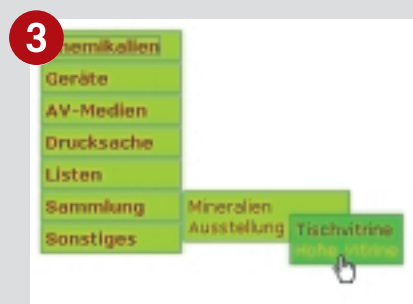 3
Chemikalien
Geräte
AV-Medien
Drucksache
Listen
Sammlung
Sonstiges
Mineralien
Ausstellung
Tischvitrine
Hohe Vitrine